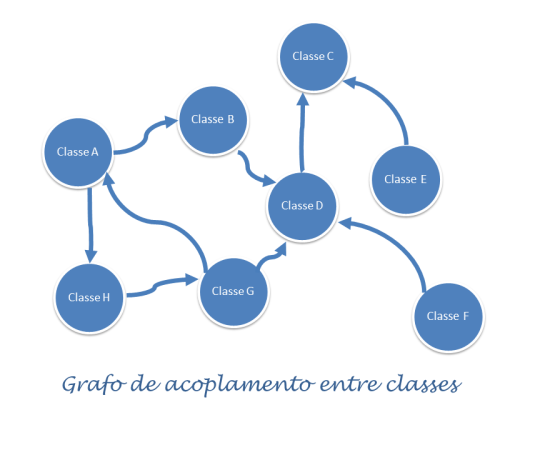 Classe C
Classe B
Classe A
Classe E
Classe D
Classe G
Classe H
Classe F
Grafo de acoplamento entre classes